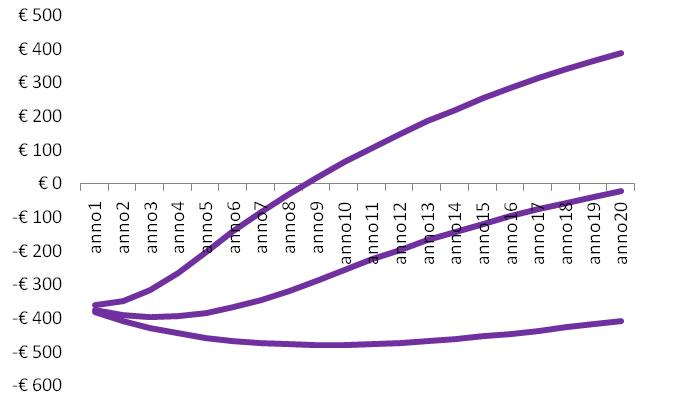 € 500
€ 400
€ 300
€ 200
€ 100
€ 0
-€ 100
-€ 200
-€ 300
-€ 400
-€ 500
-€ 600
anno1
anno2
anno3
anno4
anno5
anno6
anno7
anno8
anno9
anno10
anno11
anno12
anno13
anno14
anno15
anno16
anno17
anno18
anno19
anno20